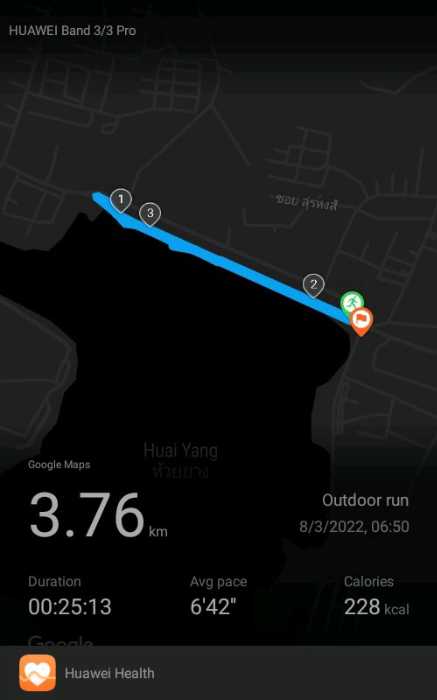 HUAWEI Band 3/3 Pro
1
3
ซอย สุรหงส์
2
Huai Yang
ห้วยยาง
Google Maps
3.76 km
Outdoor run
8/3/2022, 06:50
Duration
Avg pace
Calories
00:25:13
6'42"
228 kcal
Google
Huawei Health